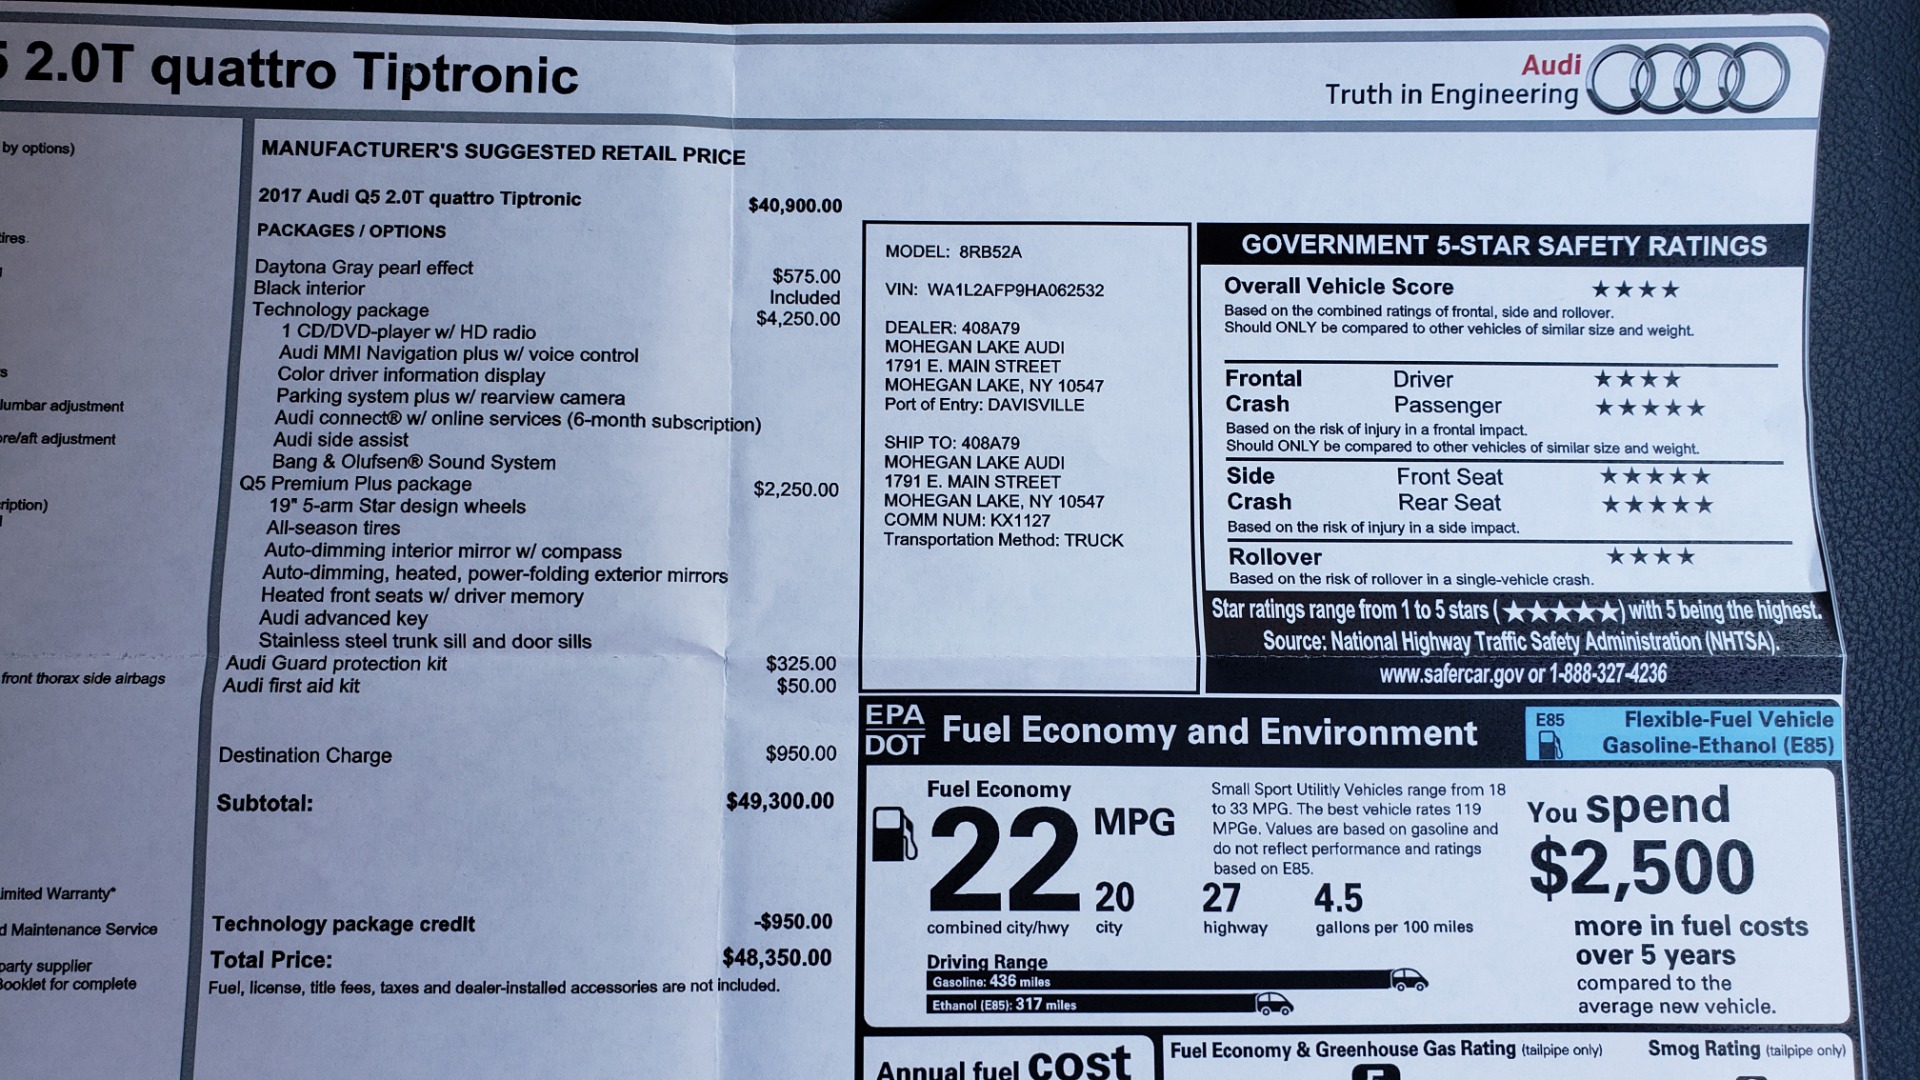 2.0T quattro Tiptronic
Audi
Truth in Engineering
by options)
lumbar adjustment
ore/aft adjustment
front thorax side airbags
imited Warranty*
d Maintenance Service
party supplier
Booklet for complete
MANUFACTURER'S SUGGESTED RETAIL PRICE
2017 Audi Q5 2.0T quattro Tiptronic $40,900.00
PACKAGES / OPTIONS
Daytona Gray pearl effect $575.00
Black interior Included
Technology package $4,250.00
1 CD/DVD-player w/ HD radio
Audi MMI Navigation plus w/ voice control
Color driver information display
Parking system plus w/ rearview camera
Audi connect® w/ online services (6-month subscription)
Audi side assist
Bang & Olufsen® Sound System
Q5 Premium Plus package $2,250.00
19" 5-arm Star design wheels
All-season tires
Auto-dimming interior mirror w/ compass
Auto-dimming, heated, power-folding exterior mirrors
Heated front seats w/ driver memory
Audi advanced key
Stainless steel trunk sill and door sills
Audi Guard protection kit $325.00
Audi first aid kit $50.00
Destination Charge $950.00
Subtotal: $49,300.00
Technology package credit -$950.00
Total Price: $48,350.00
Fuel, license, title fees, taxes and dealer-installed accessories are not included.
MODEL: 8RB52A
VIN: WA1L2AFP9HA062532
DEALER: 408A79
MOHEGAN LAKE AUDI
1791 E. MAIN STREET
MOHEGAN LAKE, NY 10547
Port of Entry: DAVISVILLE
SHIP TO: 408A79
MOHEGAN LAKE AUDI
1791 E. MAIN STREET
MOHEGAN LAKE, NY 10547
COMM NUM: KX1127
Transportation Method: TRUCK
GOVERNMENT 5-STAR SAFETY RATINGS
Overall Vehicle Score ★★★★
Based on the combined ratings of frontal, side and rollover.
Should ONLY be compared to other vehicles of similar size and weight.
Frontal Driver ★★★★
Crash Passenger ★★★★★
Based on the risk of injury in a frontal impact.
Should ONLY be compared to other vehicles of similar size and weight.
Side Front Seat ★★★★★
Crash Rear Seat ★★★★★
Based on the risk of injury in a side impact.
Rollover ★★★★
Based on the risk of rollover in a single-vehicle crash.
Star ratings range from 1 to 5 stars (★★★★★) with 5 being the highest.
Source: National Highway Traffic Safety Administration (NHTSA).
www.safercar.gov or 1-888-327-4236
EPA
DOT
Fuel Economy and Environment
E85
Flexible-Fuel Vehicle
Gasoline-Ethanol (E85)
Fuel Economy
22 MPG
combined city/hwy
20
city
27
highway
4.5
gallons per 100 miles
Small Sport Utilitly Vehicles range from 18
to 33 MPG. The best vehicle rates 119
MPGe. Values are based on gasoline and
do not reflect performance and ratings
based on E85.
Driving Range
Gasoline: 436 miles
Ethanol (E85): 317 miles
You spend
$2,500
more in fuel costs
over 5 years
compared to the
average new vehicle.
Annual fuel cost
Fuel Economy & Greenhouse Gas Rating (tailpipe only)
Smog Rating (tailpipe only)